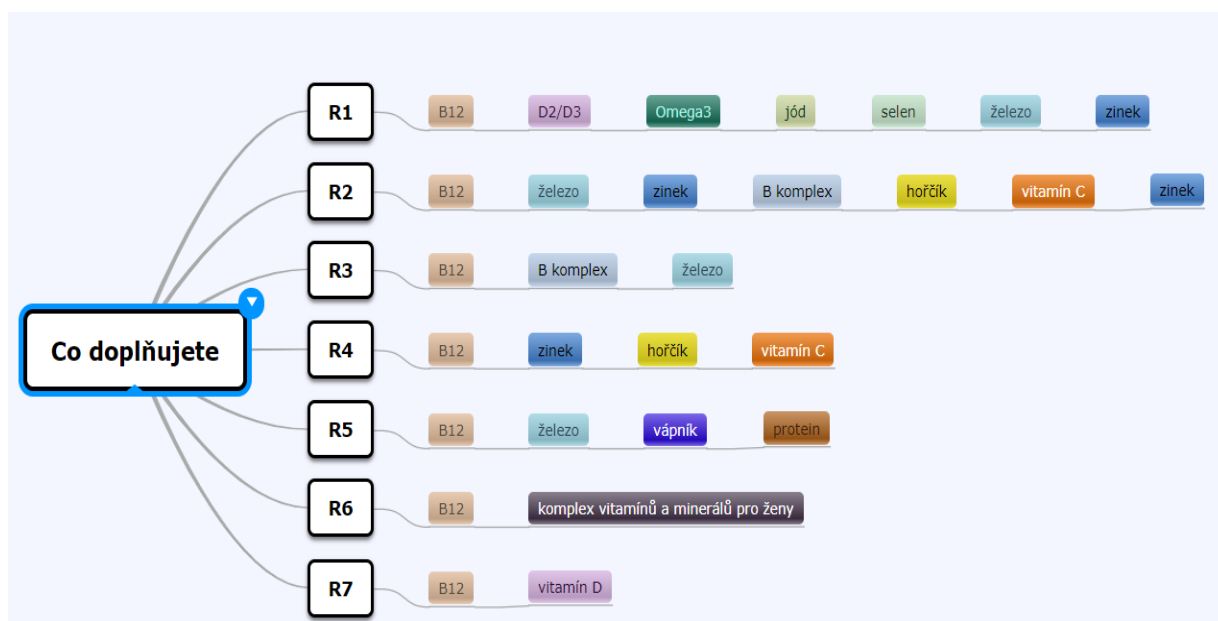 R1 B12 D2/D3 Omega3 jód selen železo zinek
R2 B12 železo zinek B komplex hořčík vitamín C zinek
R3 B12 B komplex železo
Co doplňujete
R4 B12 zinek hořčík vitamín C
R5 B12 železo vápník protein
R6 B12 komplex vitamínů a minerálů pro ženy
R7 B12 vitamín D